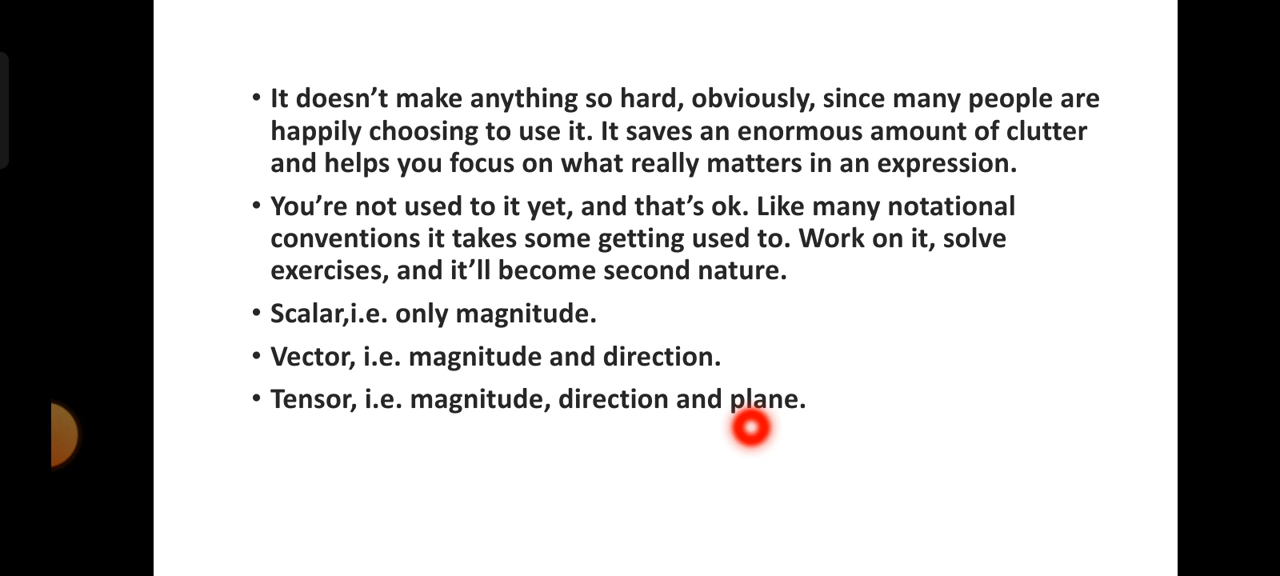 • It doesn’t make anything so hard, obviously, since many people are
happily choosing to use it. It saves an enormous amount of clutter
and helps you focus on what really matters in an expression.
• You’re not used to it yet, and that’s ok. Like many notational
conventions it takes some getting used to. Work on it, solve
exercises, and it’ll become second nature.
• Scalar,i.e. only magnitude.
• Vector, i.e. magnitude and direction.
• Tensor, i.e. magnitude, direction and plane.